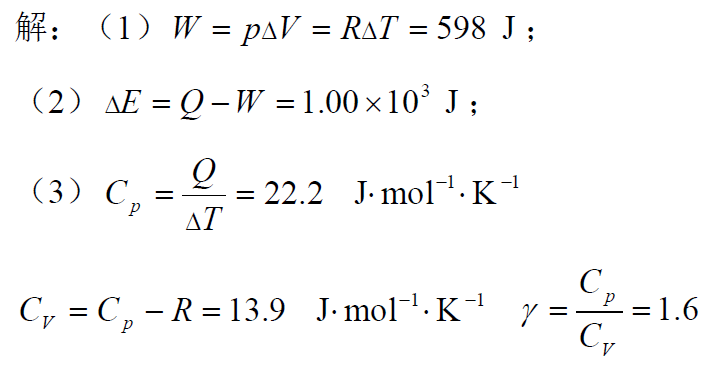 解：（1）W = pΔV = RΔT = 598 J；
（2）ΔE = Q − W = 1.00×10³ J；
（3）C_p = Q/ΔT = 22.2 J·mol⁻¹·K⁻¹
C_V = C_p − R = 13.9 J·mol⁻¹·K⁻¹ γ = C_p/C_V = 1.6